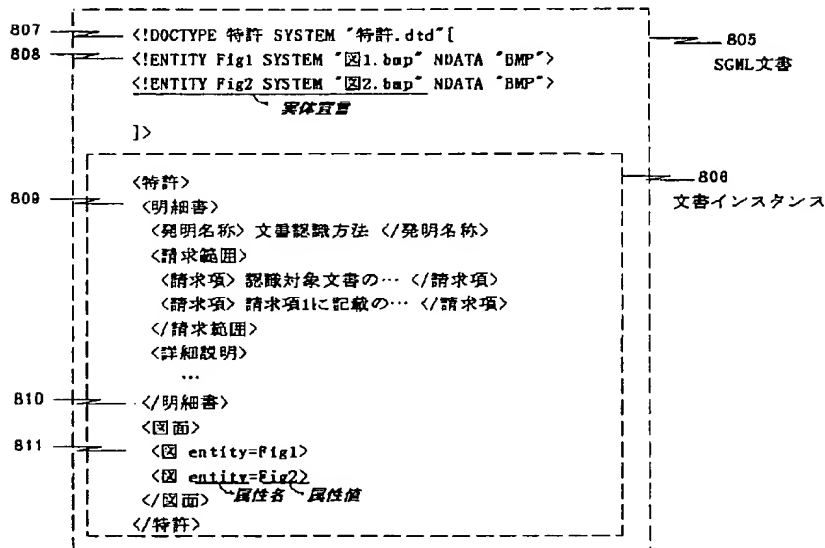 807 <!DOCTYPE 特許 SYSTEM "特許.dtd"[
805
808 <!ENTITY Fig1 SYSTEM "図1.bmp" NDATA "BMP">
SGML文書
<!ENTITY Fig2 SYSTEM "図2.bmp" NDATA "BMP">
実体宣言
]>
806
文書インスタンス
<特許>
809 <明細書>
<発明名称> 文書認識方法 </発明名称>
<請求範囲>
<請求項> 認識対象文書の… </請求項>
<請求項> 請求項1に記載の… </請求項>
</請求範囲>
<詳細説明>
…
810 </明細書>
<図面>
811 <図 entity=Fig1>
<図 entity=Fig2>
属性名 属性値
</図面>
</特許>